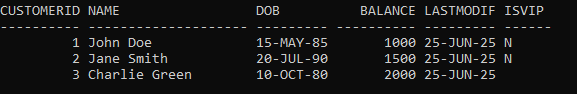 CUSTOMERID NAME DOB BALANCE LASTMODIF ISVIP
---------- -------------------- --------- ---------- --------- -----
1 John Doe 15-MAY-85 1000 25-JUN-25 N
2 Jane Smith 20-JUL-90 1500 25-JUN-25 N
3 Charlie Green 10-OCT-80 2000 25-JUN-25